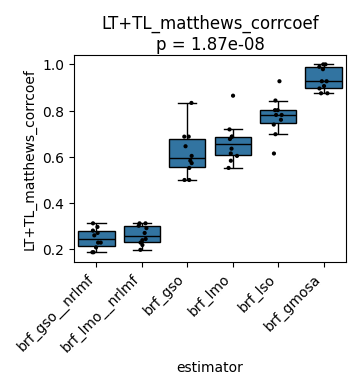 LT+TL_matthews_corrcoef
p = 1.87e-08
LT+TL_matthews_corrcoef
1.0
0.8
0.6
0.4
0.2
brf_gso__nrlmf
brf_lmo__nrlmf
brf_gso
brf_lmo
brf_lso
brf_gmosa
estimator